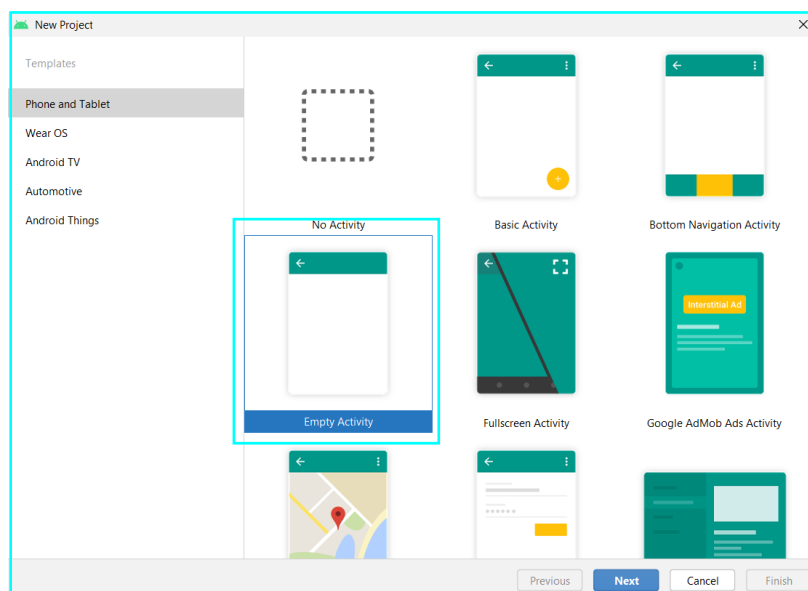 New Project
Templates
Phone and Tablet
Wear OS
Android TV
Automotive
Android Things
No Activity
Basic Activity
Bottom Navigation Activity
Interstitial Ad
Empty Activity
Fullscreen Activity
Google AdMob Ads Activity
Previous
Next
Cancel
Finish